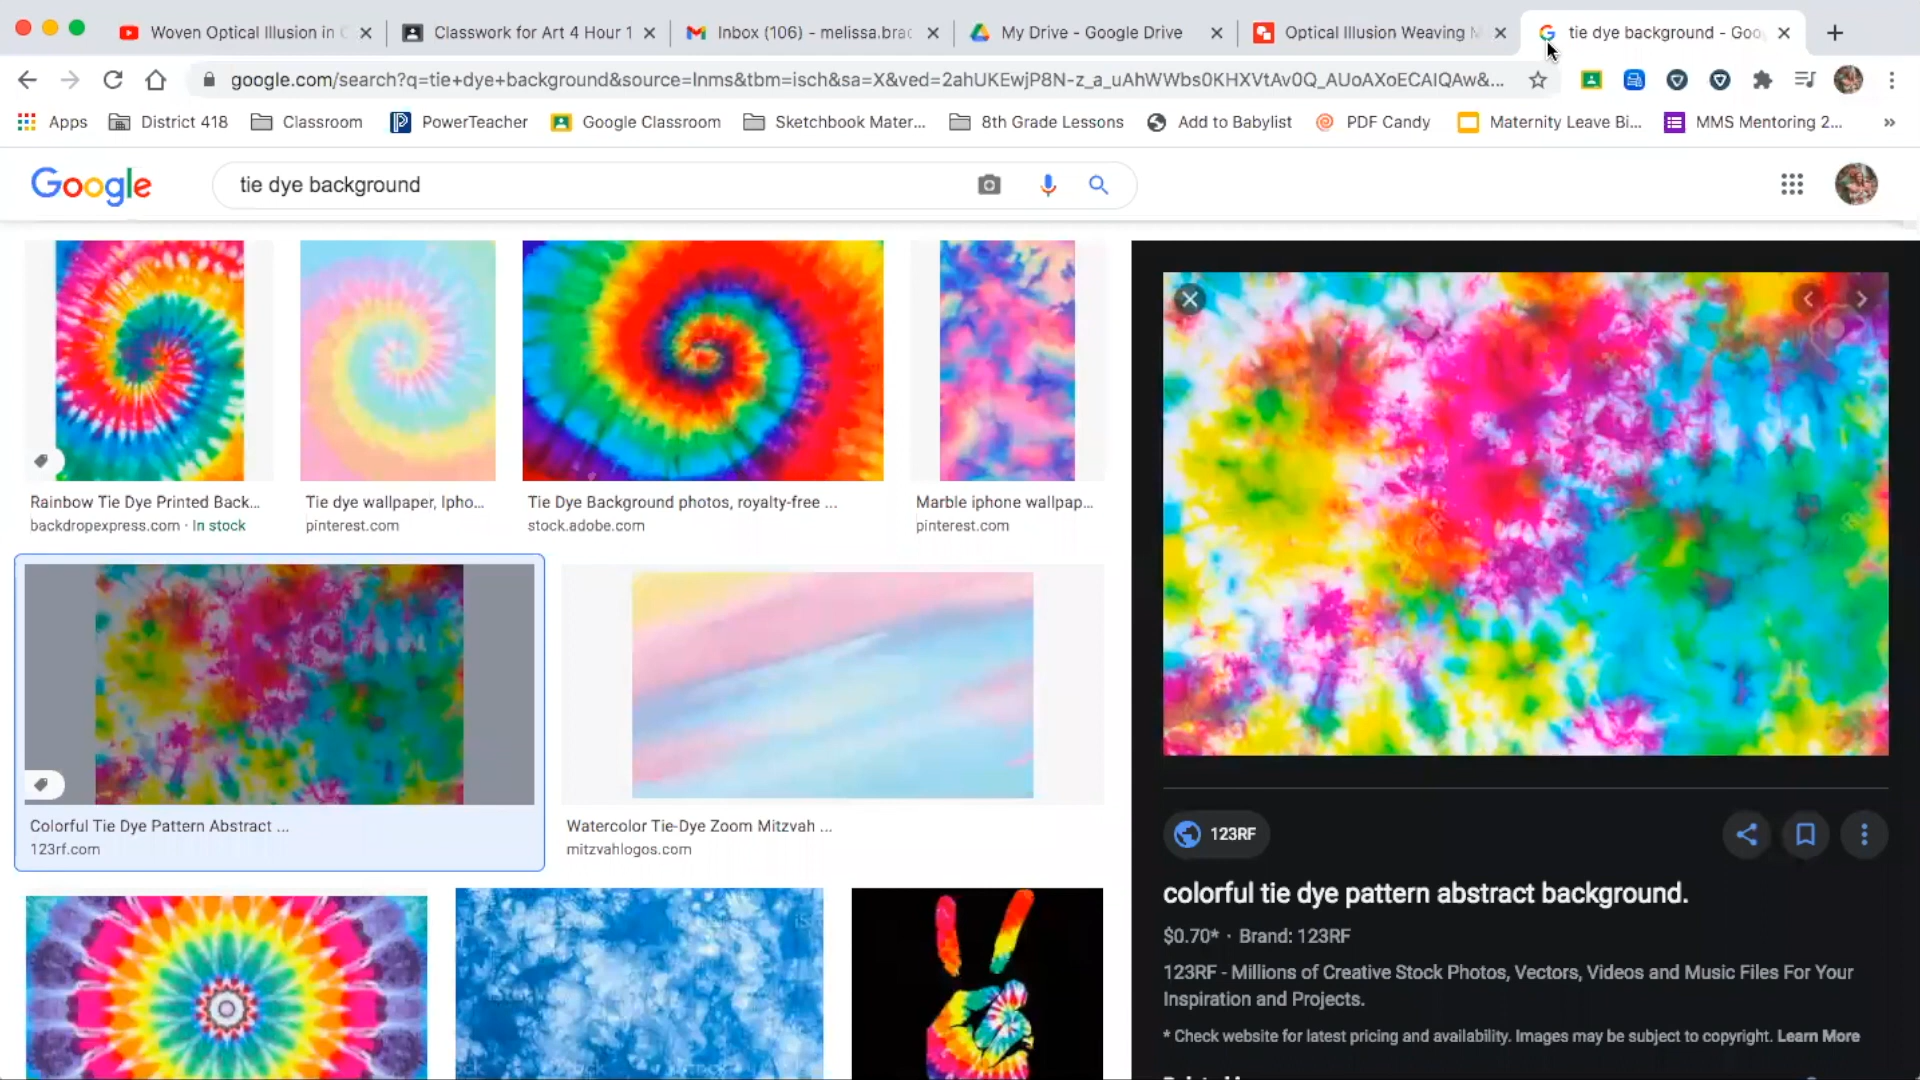 Woven Optical Illusion in C
Classwork for Art 4 Hour 1
Inbox (106) - melissa.brac
My Drive - Google Drive
Optical Illusion Weaving M
tie dye background - Goo
google.com/search?q=tie+dye+background&source=lnms&tbm=isch&sa=X&ved=2ahUKEwjP8N-z_a_uAhWWbs0KHXVtAv0Q_AUoAXoECAIQAw&...
Apps
District 418
Classroom
PowerTeacher
Google Classroom
Sketchbook Mater...
8th Grade Lessons
Add to Babylist
PDF Candy
Maternity Leave Bi...
MMS Mentoring 2...
»
Google
tie dye background
Rainbow Tie Dye Printed Back...
backdropexpress.com · In stock
Tie dye wallpaper, Ipho...
pinterest.com
Tie Dye Background photos, royalty-free ...
stock.adobe.com
Marble iphone wallpap...
pinterest.com
Colorful Tie Dye Pattern Abstract ...
123rf.com
Watercolor Tie-Dye Zoom Mitzvah ...
mitzvahlogos.com
123RF
colorful tie dye pattern abstract background.
$0.70* · Brand: 123RF
123RF - Millions of Creative Stock Photos, Vectors, Videos and Music Files For Your
Inspiration and Projects.
* Check website for latest pricing and availability. Images may be subject to copyright. Learn More